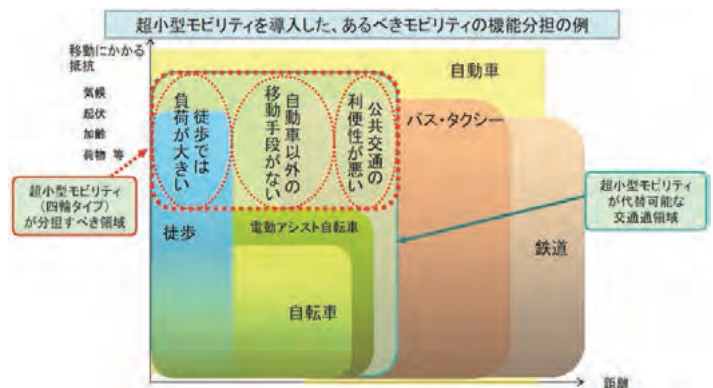 超小型モビリティを導入した、あるべきモビリティの機能分担の例
移動にかかる
抵抗
気候
起伏
加齢
荷物 等
徒歩では
負荷が大きい
自動車以外の
移動手段がない
公共交通の
利便性が悪い
自動車
バス・タクシー
超小型モビリティ
(四輪タイプ)
が分担すべき領域
超小型モビリティ
が代替可能な
交通通領域
徒歩
電動アシスト自転車
自転車
鉄道
距離